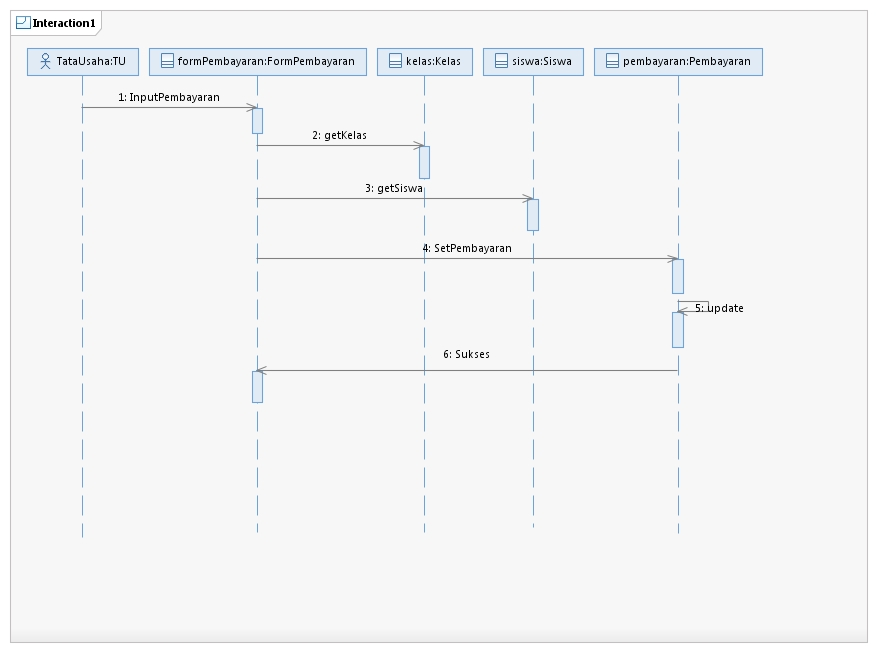 Interaction1
TataUsaha:TU
formPembayaran:FormPembayaran
kelas:Kelas
siswa:Siswa
pembayaran:Pembayaran
1: InputPembayaran
2: getKelas
3: getSiswa
4: SetPembayaran
5: update
6: Sukses